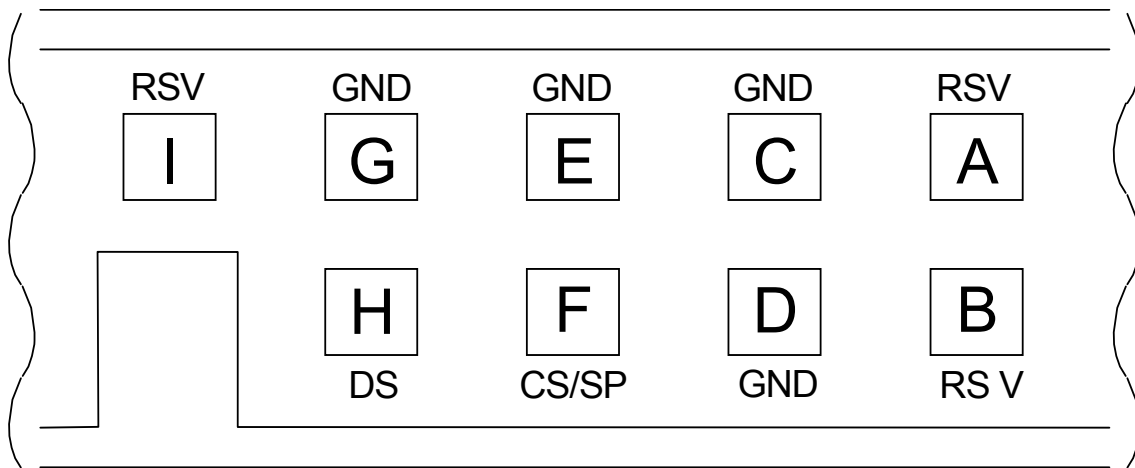 RSV GND GND GND RSV
I G E C A
H F D B
DS CS/SP GND RS V